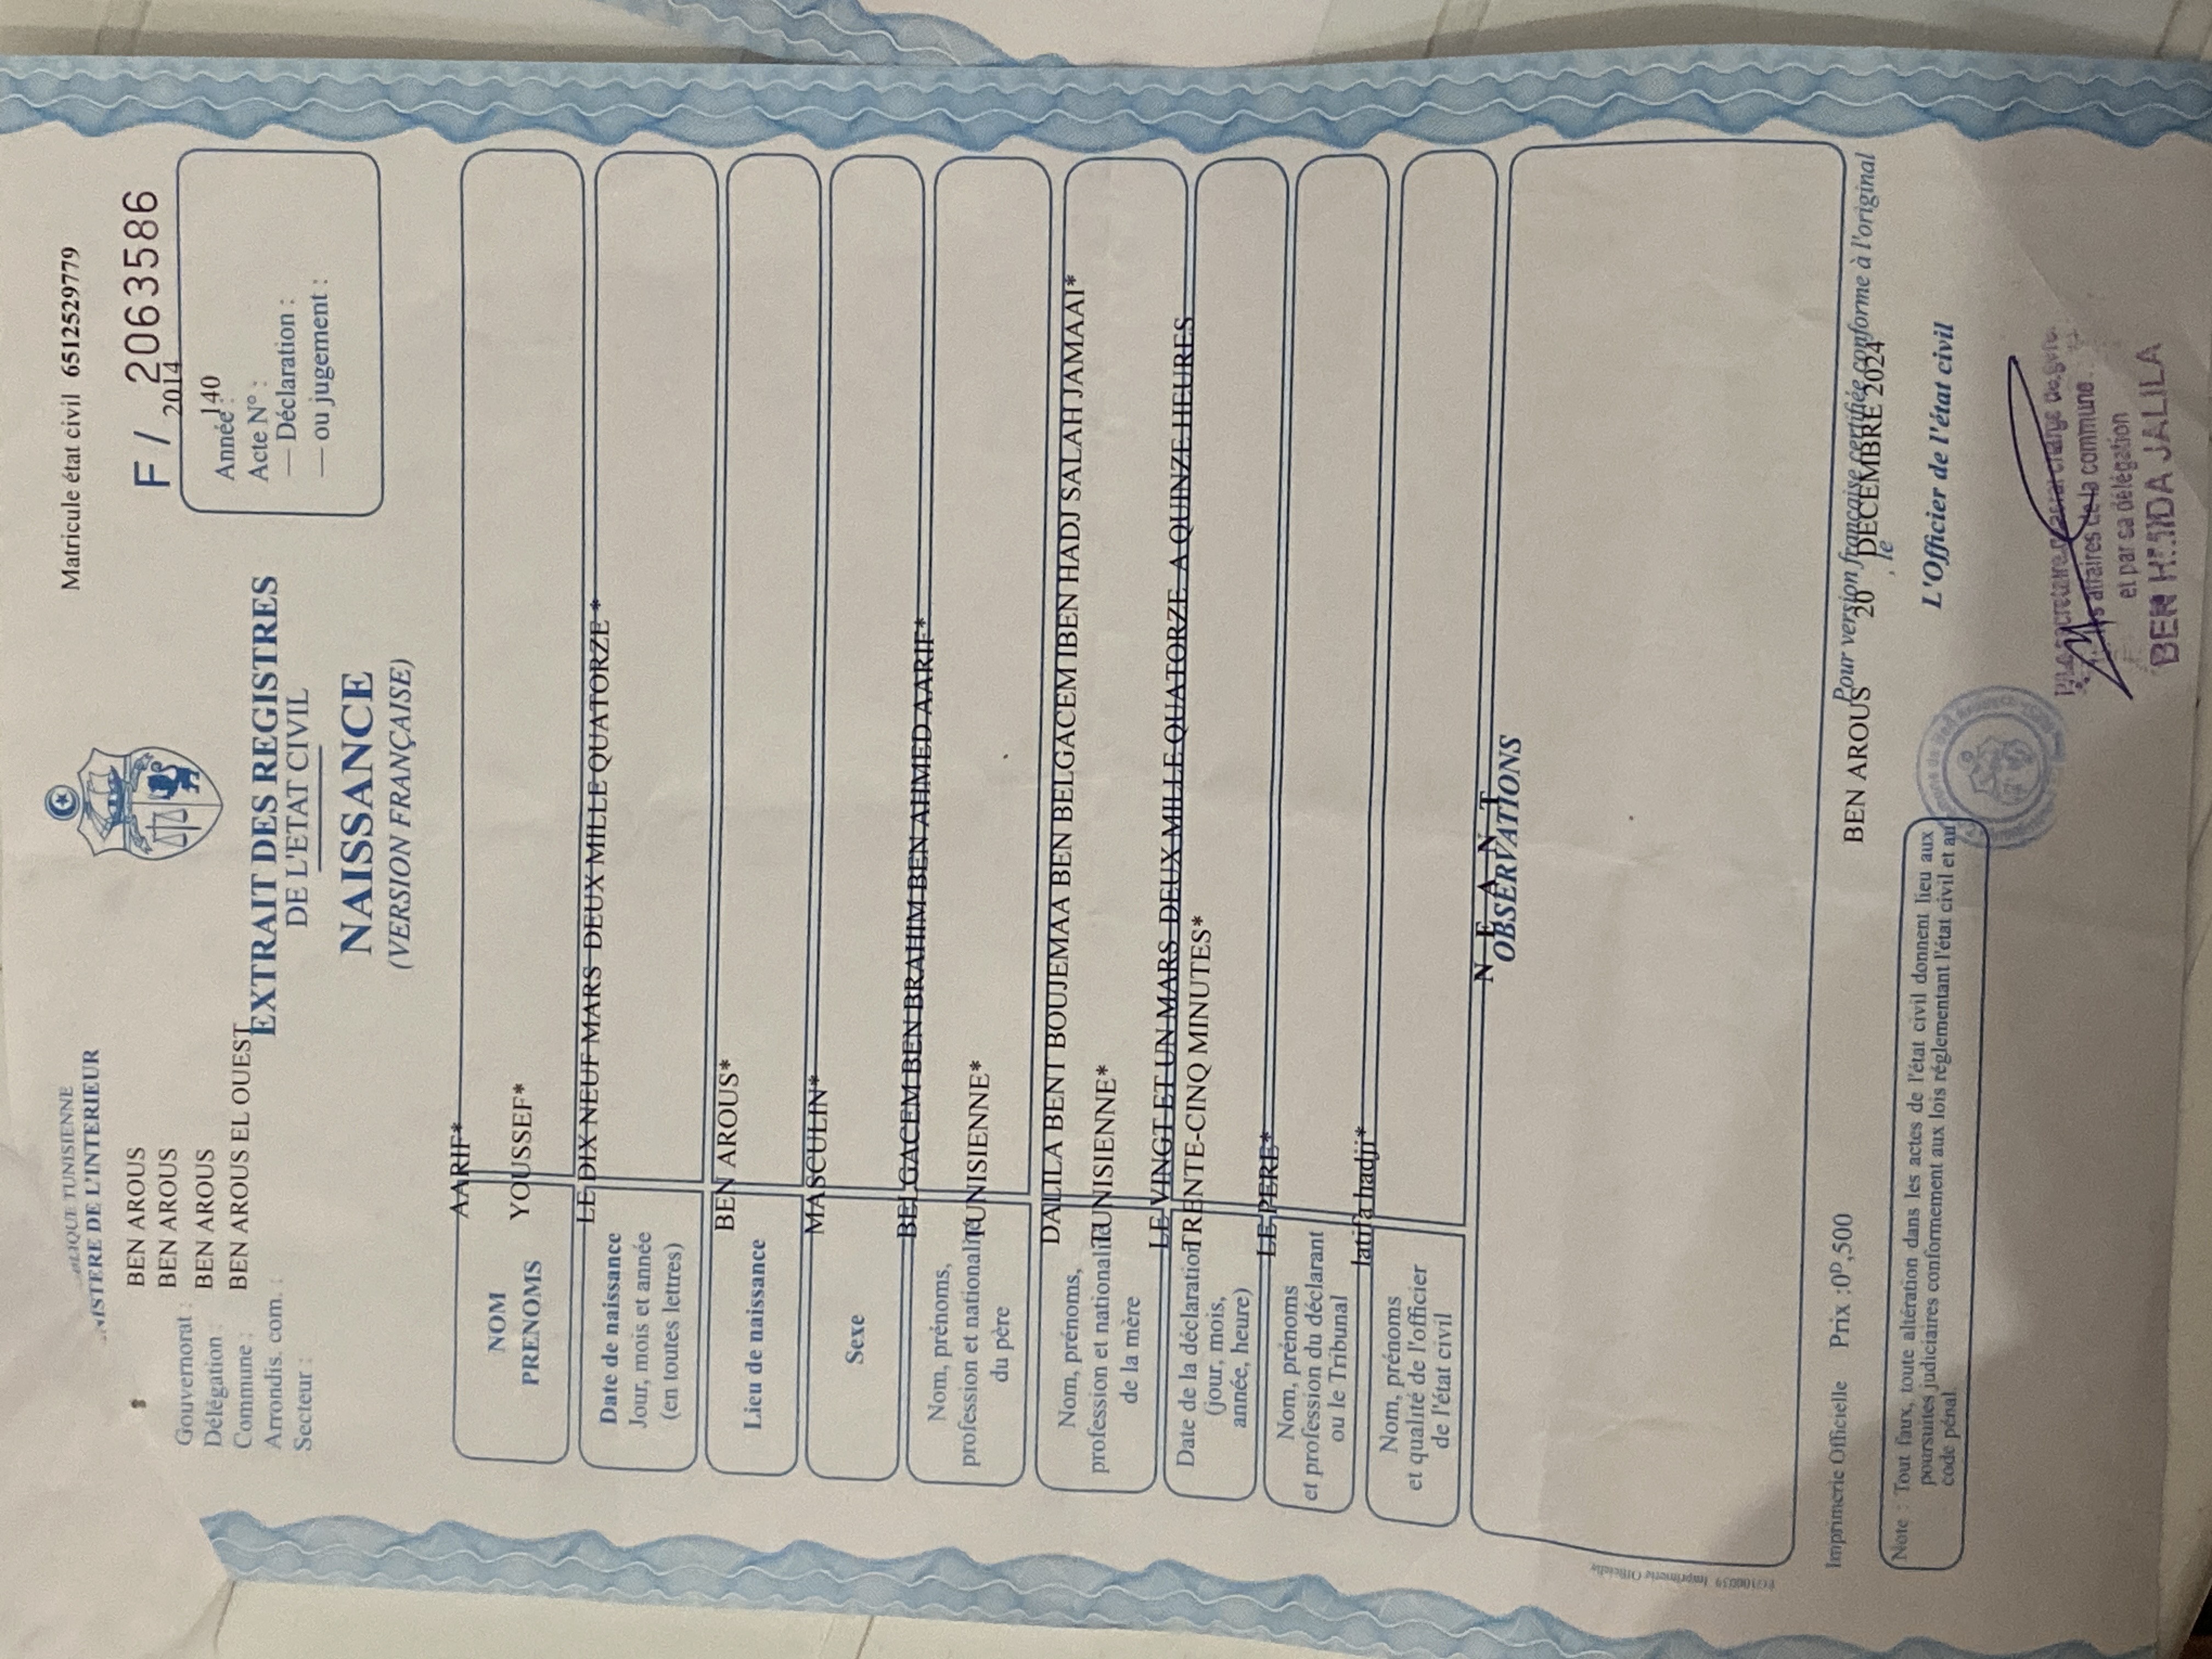 Matricule état civil 6512529779
F / 2063586
2014
140
Année :
Acte N° :
— Déclaration :
— ou jugement :
TUNISIENNE
DE L'INTERIEUR
Gouvernorat : BEN AROUS
Délégation : BEN AROUS
Commune : BEN AROUS
Arrondis. com. : BEN AROUS EL OUEST
Secteur :
EXTRAIT DES REGISTRES
DE L'ETAT CIVIL
NAISSANCE
(VERSION FRANÇAISE)
NOM AARIF*
PRENOMS YOUSSEF*
Date de naissance
Jour, mois et année
(en toutes lettres)
LE DIX NEUF MARS DEUX MILLE QUATORZE *
Lieu de naissance BEN AROUS*
Sexe MASCULIN*
Nom, prénoms,
profession et nationalité
du père
BELGACEM BEN BRAHIM BEN AHMED AARIF*
TUNISIENNE*
Nom, prénoms,
profession et nationalité
de la mère
DALILA BENT BOUJEMAA BEN BELGACEM IBEN HADJ SALAH JAMAAI*
TUNISIENNE*
Date de la déclaration
(jour, mois,
année, heure)
LE VINGT ET UN MARS DEUX MILLE QUATORZE A QUINZE HEURES
TRENTE-CINQ MINUTES*
Nom, prénoms
et profession du déclarant
ou le Tribunal
LE PERE*
Nom, prénoms
et qualité de l'officier
de l'état civil
latifa hadji*
N E A N T
OBSERVATIONS
Imprimerie Officielle Prix :0ᴰ,500
Pour version française certifiée conforme à l'original
BEN AROUS , le 20 DECEMBRE 2024
L'Officier de l'état civil
Note : Tout faux, toute altération dans les actes de l'état civil donnent lieu aux
poursuites judiciaires conformément aux lois réglementant l'état civil et au
code pénal.
affaires de la commune
et par sa délégation
JALILA
Imprimerie Officielle